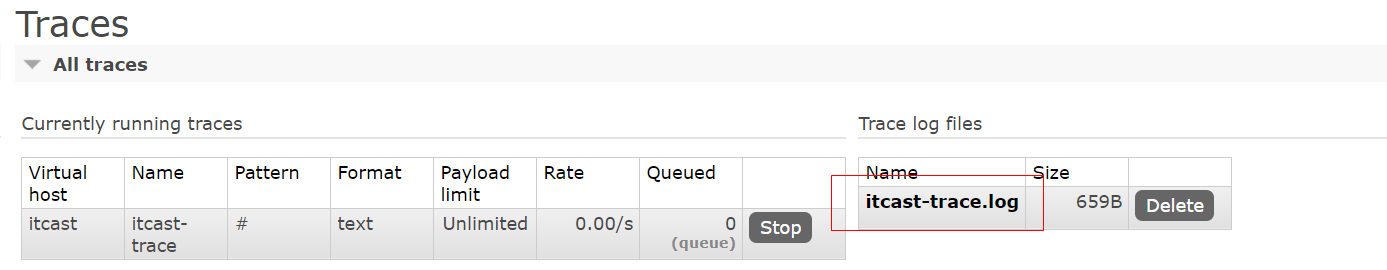 Traces
All traces
Currently running traces
Virtual host Name Pattern Format Payload limit Rate Queued
itcast itcast-trace # text Unlimited 0.00/s 0 (queue) Stop
Trace log files
Name Size
itcast-trace.log 659B Delete